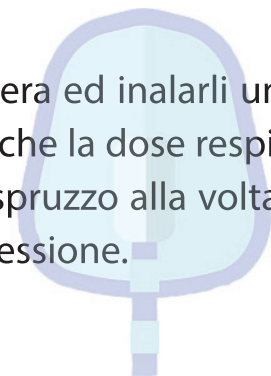 era ed inalarli un
che la dose respi
spruzzo alla volta
essione.